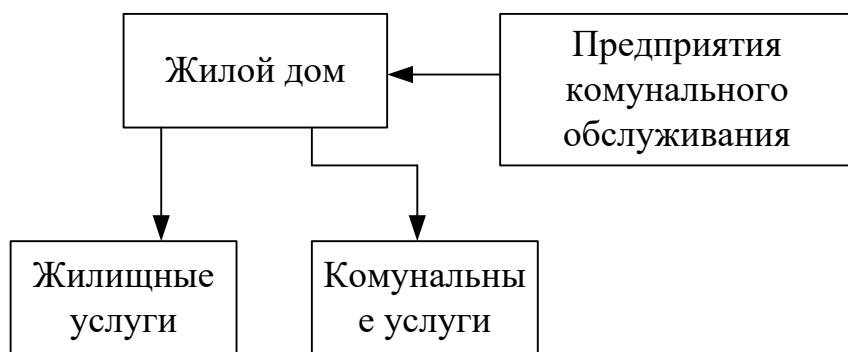 Жилой дом
Предприятия
комунального
обслуживания
Жилищные
услуги
Комунальны
е услуги